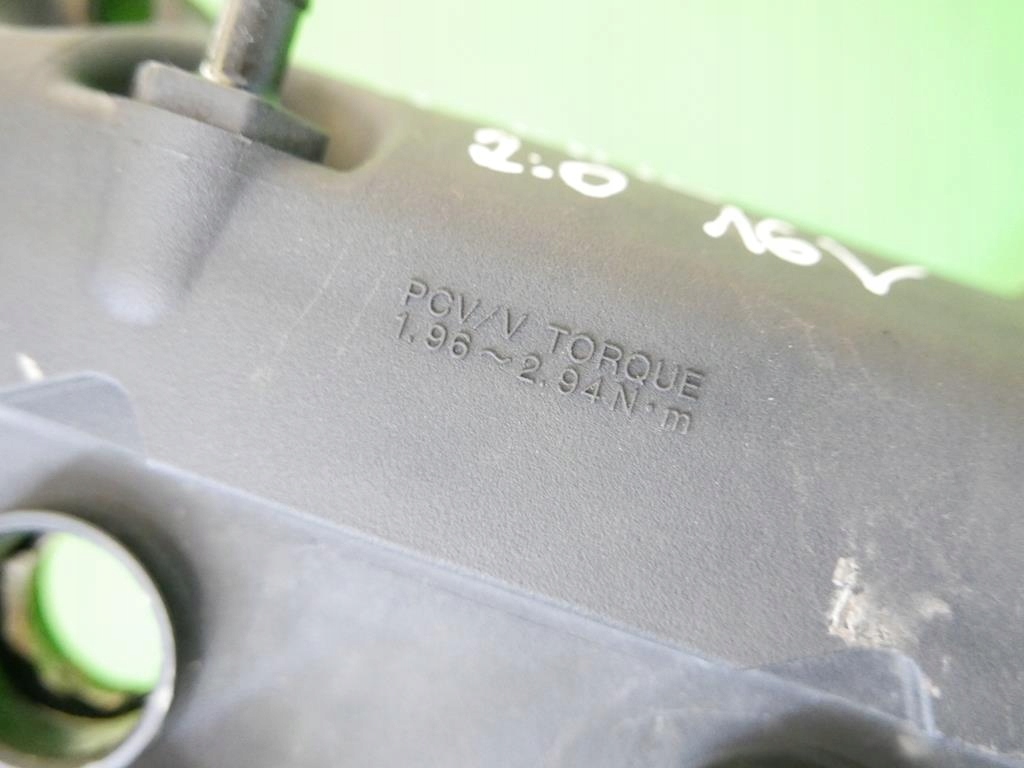 2:0 16V
PCV/V TORQUE
1.96～2.94N·m